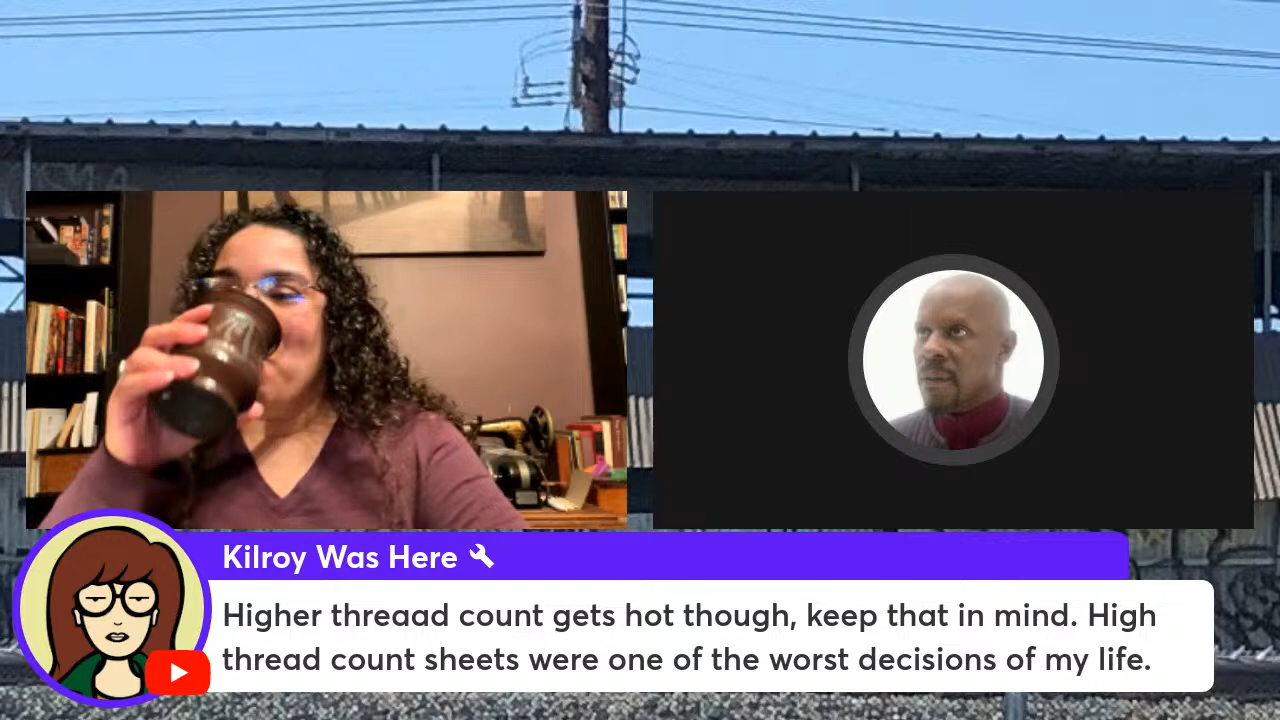 Kilroy Was Here
Higher threaad count gets hot though, keep that in mind. High
thread count sheets were one of the worst decisions of my life.